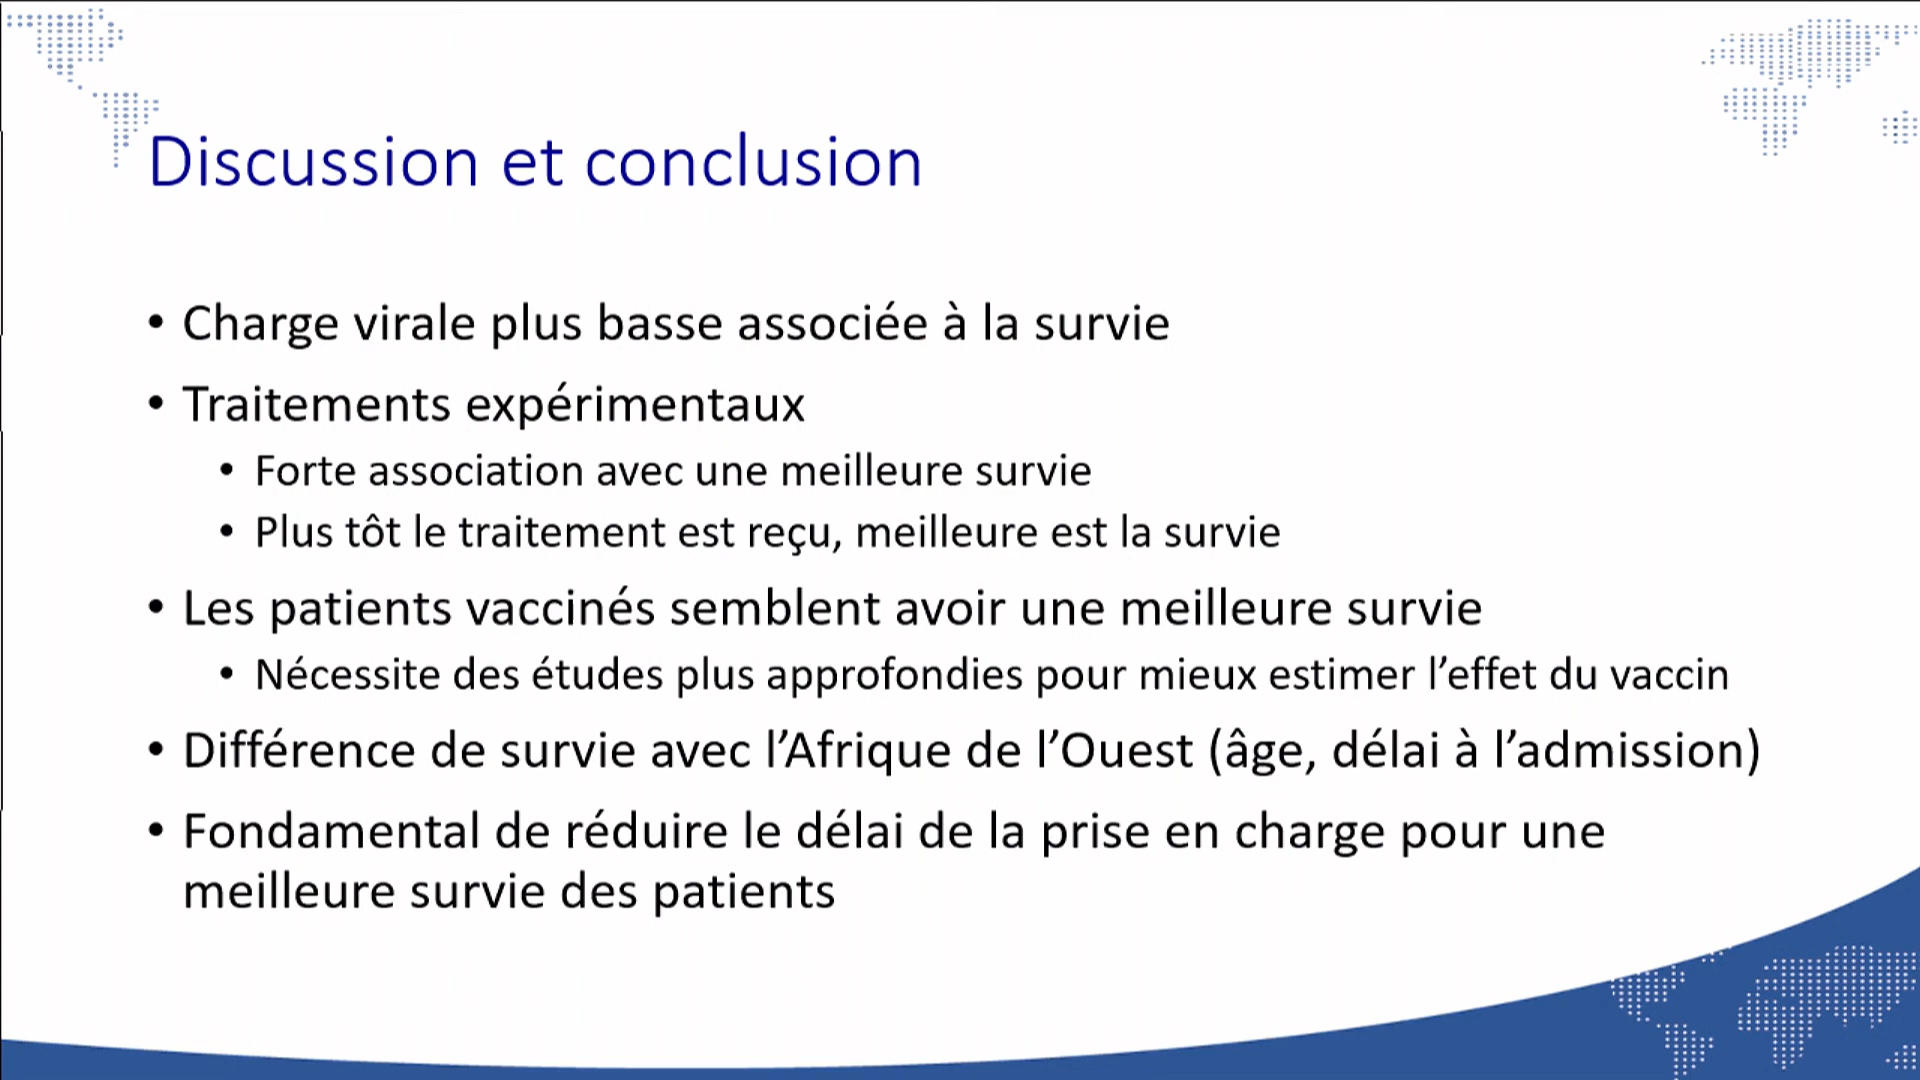 Discussion et conclusion
• Charge virale plus basse associée à la survie
• Traitements expérimentaux
• Forte association avec une meilleure survie
• Plus tôt le traitement est reçu, meilleure est la survie
• Les patients vaccinés semblent avoir une meilleure survie
• Nécessite des études plus approfondies pour mieux estimer l’effet du vaccin
• Différence de survie avec l’Afrique de l’Ouest (âge, délai à l’admission)
• Fondamental de réduire le délai de la prise en charge pour une
meilleure survie des patients